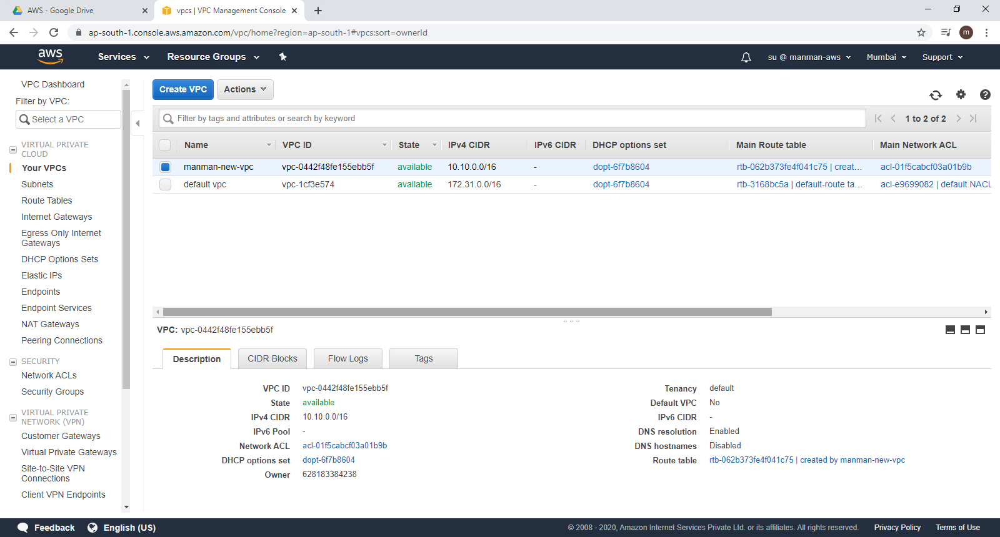 AWS - Google Drive
vpcs | VPC Management Console
ap-south-1.console.aws.amazon.com/vpc/home?region=ap-south-1#vpcs:sort=ownerId
m
aws
Services
Resource Groups
su @ manman-aws
Mumbai
Support
VPC Dashboard
Filter by VPC:
Select a VPC
VIRTUAL PRIVATE
CLOUD
Your VPCs
Subnets
Route Tables
Internet Gateways
Egress Only Internet
Gateways
DHCP Options Sets
Elastic IPs
Endpoints
Endpoint Services
NAT Gateways
Peering Connections
SECURITY
Network ACLs
Security Groups
VIRTUAL PRIVATE
NETWORK (VPN)
Customer Gateways
Virtual Private Gateways
Site-to-Site VPN
Connections
Client VPN Endpoints
Create VPC
Actions
Filter by tags and attributes or search by keyword
1 to 2 of 2
Name VPC ID State IPv4 CIDR IPv6 CIDR DHCP options set Main Route table Main Network ACL
manman-new-vpc vpc-0442f48fe155ebb5f available 10.10.0.0/16 - dopt-6f7b8604 rtb-062b373fe4f041c75 | creat... acl-01f5cabcf03a01b9b
default vpc vpc-1cf3e574 available 172.31.0.0/16 - dopt-6f7b8604 rtb-3168bc5a | default-route ta... acl-e9699082 | default NACL
VPC: vpc-0442f48fe155ebb5f
Description
CIDR Blocks
Flow Logs
Tags
VPC ID vpc-0442f48fe155ebb5f
State available
IPv4 CIDR 10.10.0.0/16
IPv6 Pool -
Network ACL acl-01f5cabcf03a01b9b
DHCP options set dopt-6f7b8604
Owner 628183384238
Tenancy default
Default VPC No
IPv6 CIDR -
DNS resolution Enabled
DNS hostnames Disabled
Route table rtb-062b373fe4f041c75 | created by manman-new-vpc
Feedback
English (US)
© 2008 - 2020, Amazon Internet Services Private Ltd. or its affiliates. All rights reserved.
Privacy Policy
Terms of Use